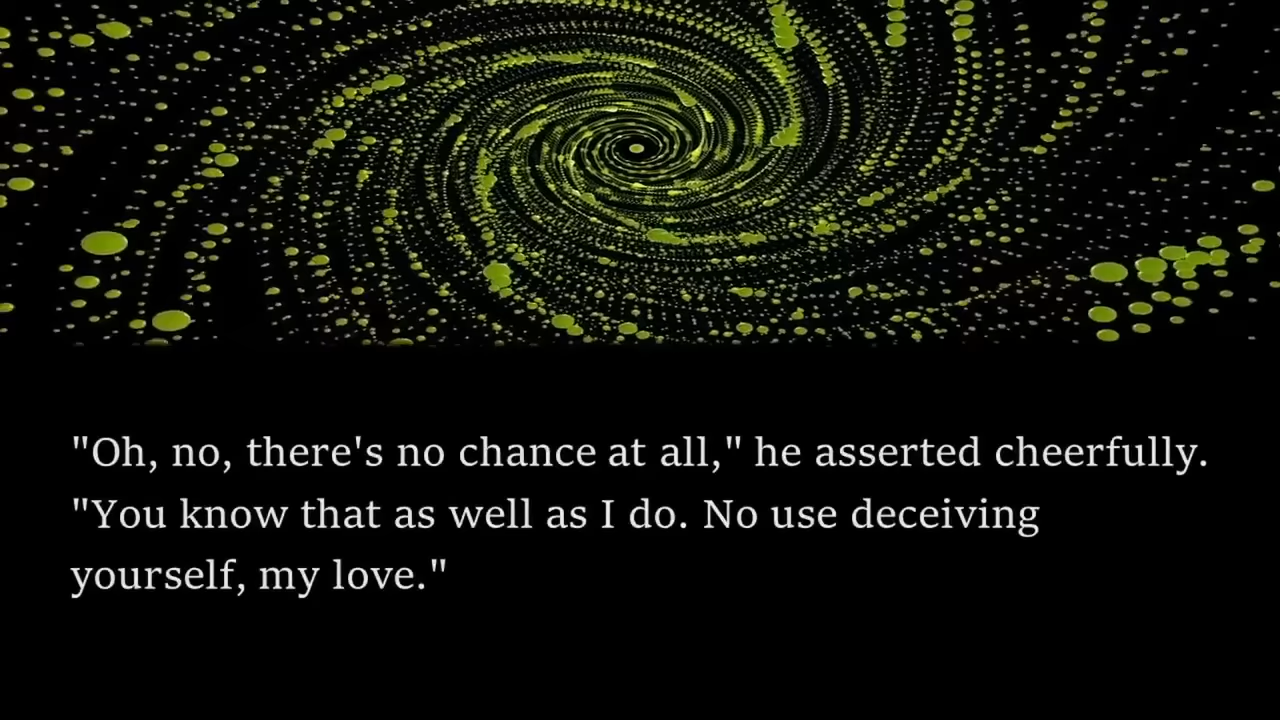 "Oh, no, there's no chance at all," he asserted cheerfully.
"You know that as well as I do. No use deceiving
yourself, my love."